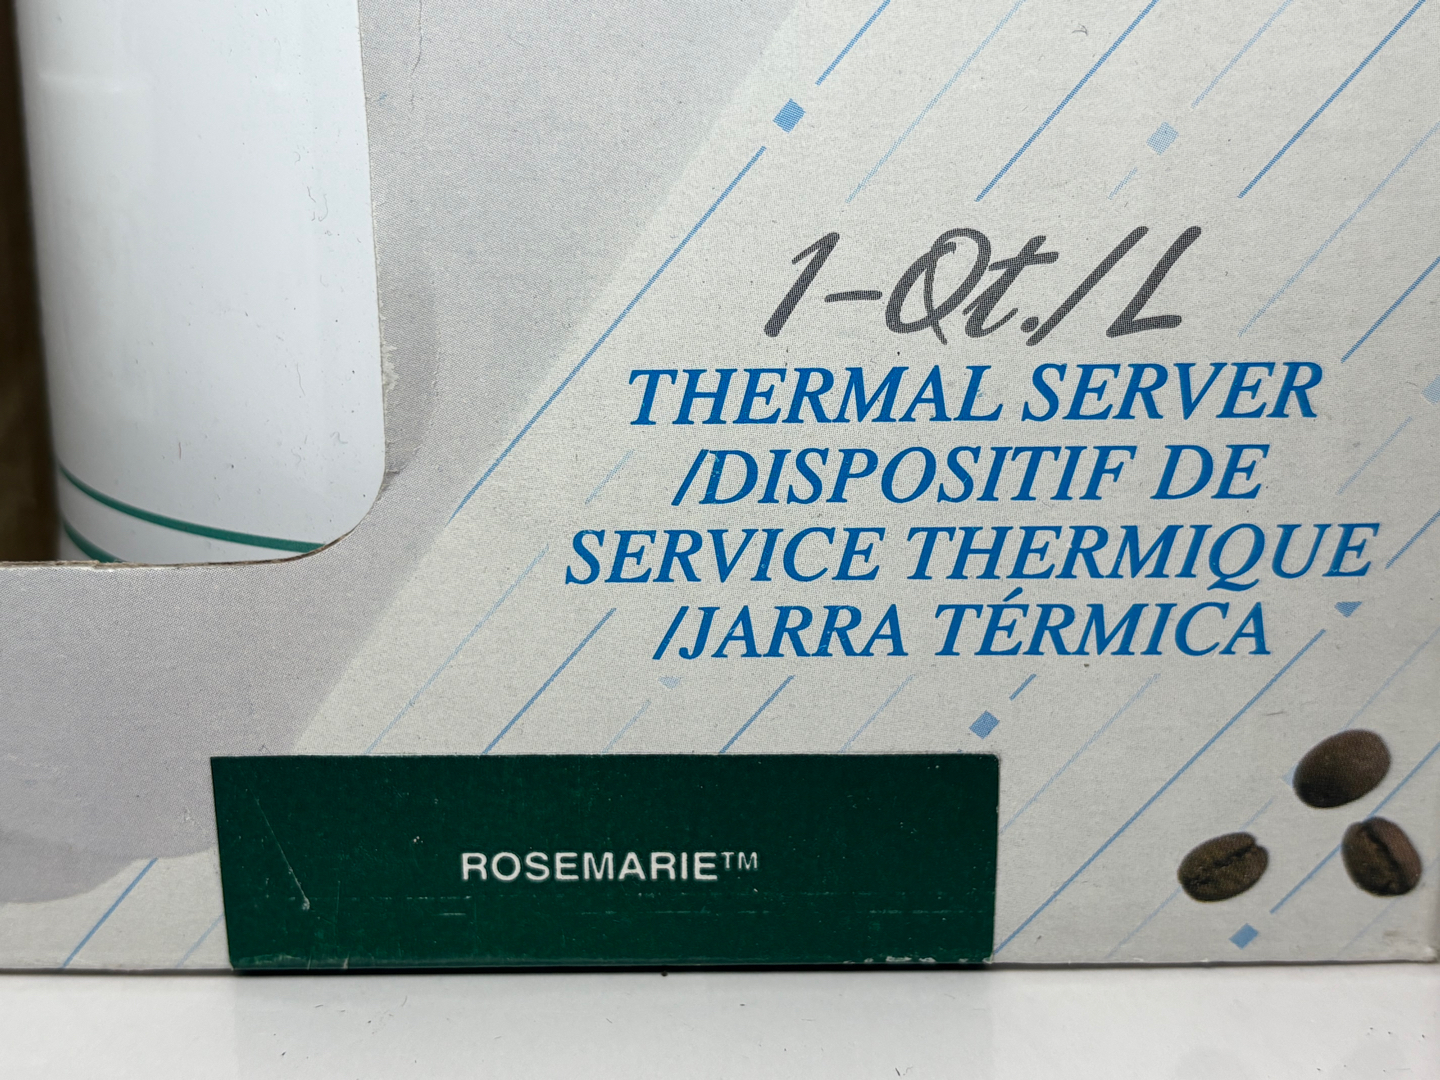 1-Qt./L
THERMAL SERVER
/DISPOSITIF DE
SERVICE THERMIQUE
/JARRA TÉRMICA
ROSEMARIE™